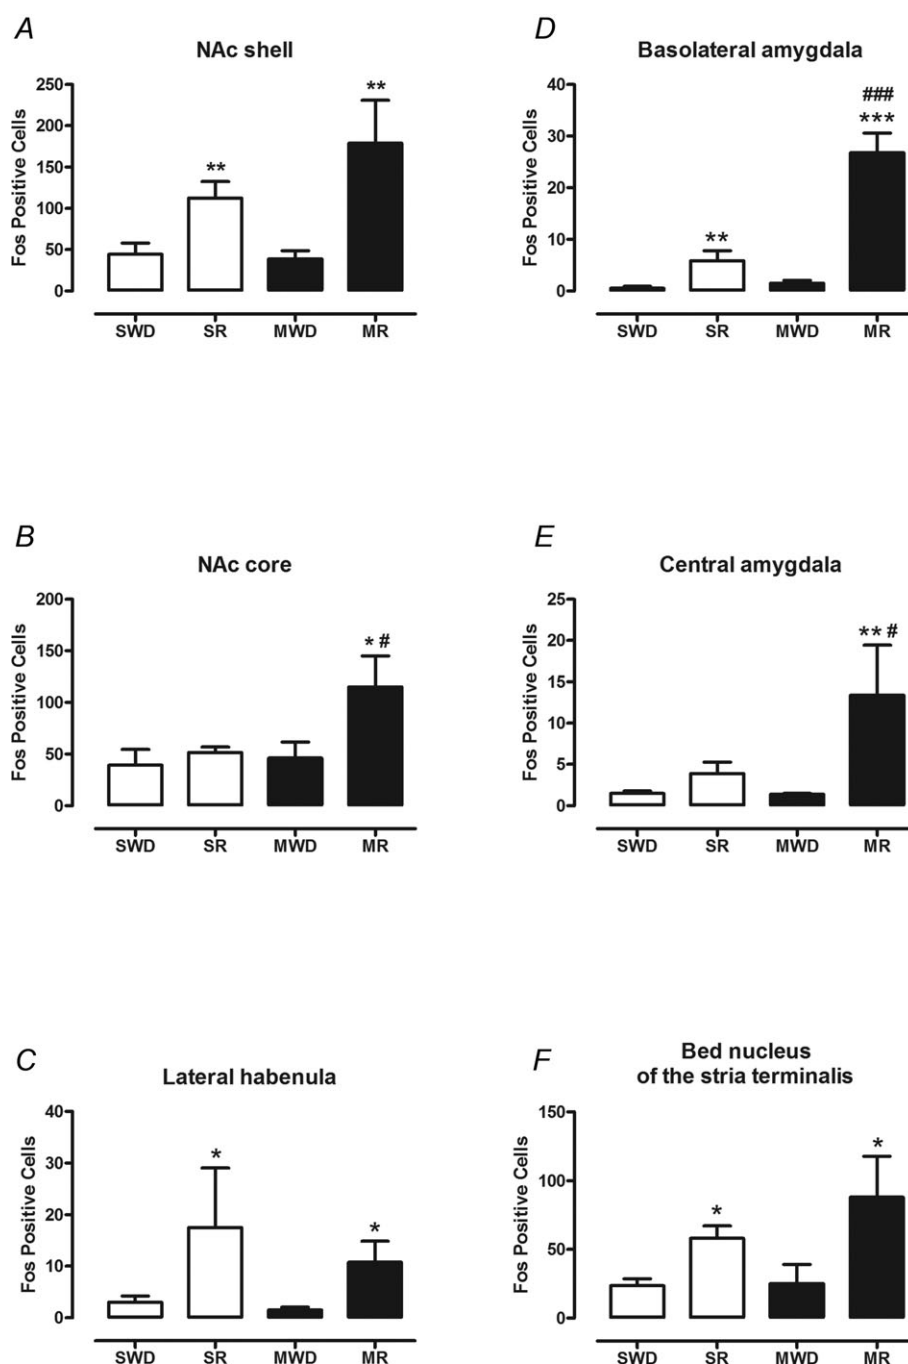 A
NAc shell
Fos Positive Cells
250
200
150
100
50
0
**
**
SWD SR MWD MR
D
Basolateral amygdala
Fos Positive Cells
40
30
20
10
0
**
###
***
SWD SR MWD MR
B
NAc core
Fos Positive Cells
200
150
100
50
0
* #
SWD SR MWD MR
E
Central amygdala
Fos Positive Cells
25
20
15
10
5
0
** #
SWD SR MWD MR
C
Lateral habenula
Fos Positive Cells
40
30
20
10
0
*
*
SWD SR MWD MR
F
Bed nucleus
of the stria terminalis
Fos Positive Cells
150
100
50
0
*
*
SWD SR MWD MR